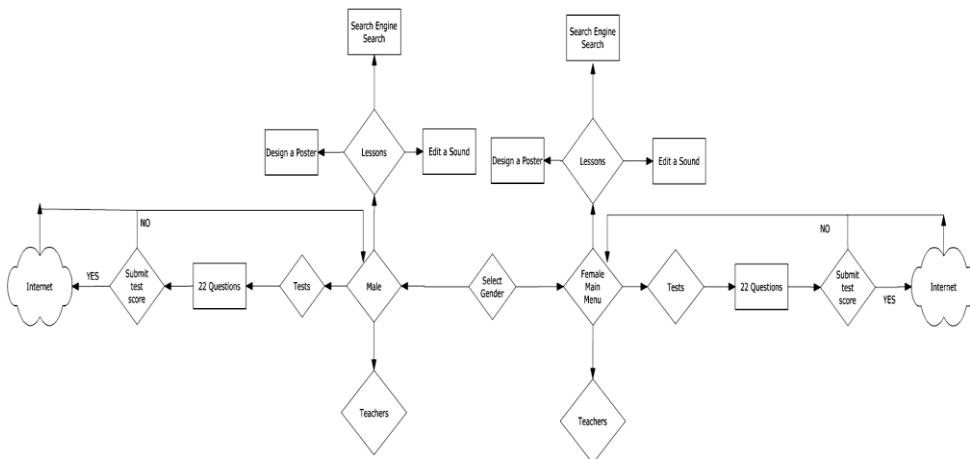 Search Engine
Search
Search Engine
Search
Design a Poster
Lessons
Edit a Sound
Design a Poster
Lessons
Edit a Sound
NO
NO
Internet
YES
Submit
test
score
22 Questions
Tests
Male
Select
Gender
Female
Main
Menu
Tests
22 Questions
Submit
test
score
YES
Internet
Teachers
Teachers